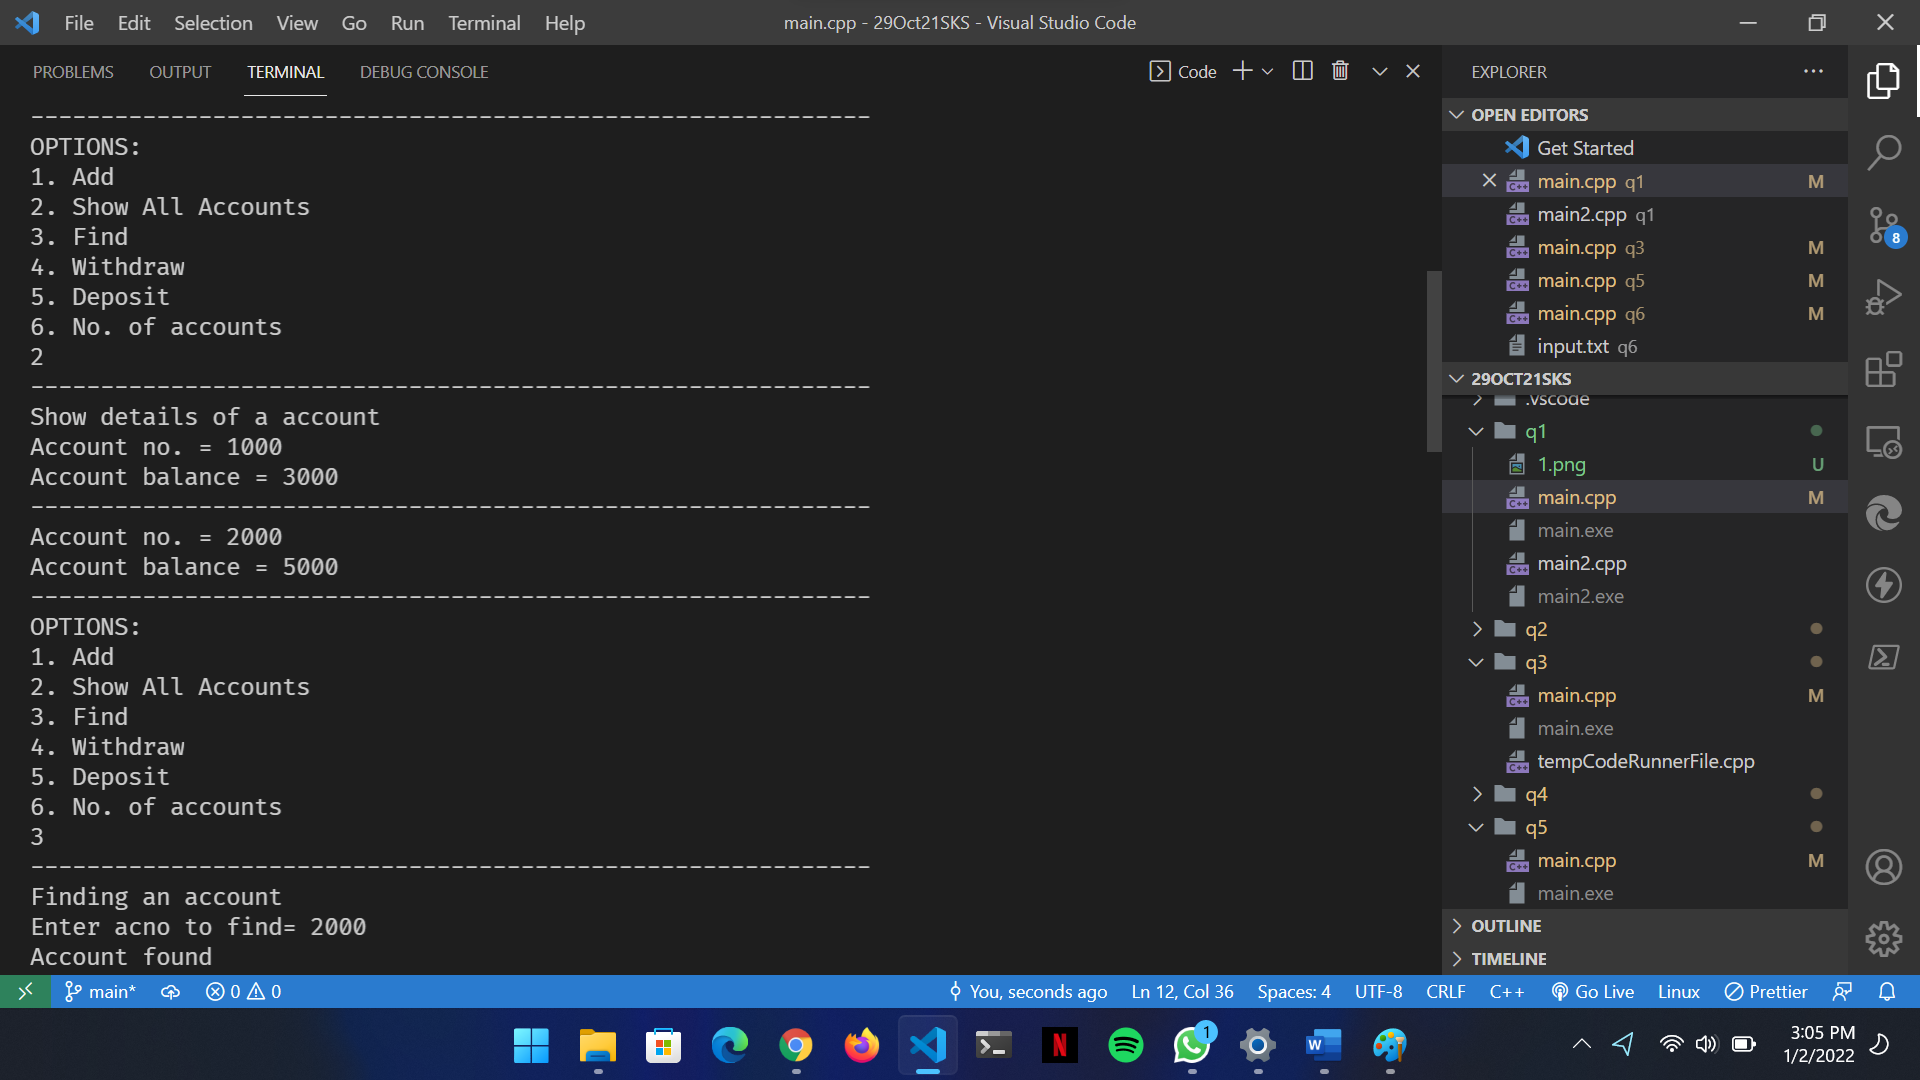 File Edit Selection View Go Run Terminal Help
main.cpp - 29Oct21SKS - Visual Studio Code
PROBLEMS OUTPUT TERMINAL DEBUG CONSOLE
Code
------------------------------------------------------------
OPTIONS:
1. Add
2. Show All Accounts
3. Find
4. Withdraw
5. Deposit
6. No. of accounts
2
------------------------------------------------------------
Show details of a account
Account no. = 1000
Account balance = 3000
------------------------------------------------------------
Account no. = 2000
Account balance = 5000
------------------------------------------------------------
OPTIONS:
1. Add
2. Show All Accounts
3. Find
4. Withdraw
5. Deposit
6. No. of accounts
3
------------------------------------------------------------
Finding an account
Enter acno to find= 2000
Account found
EXPLORER
OPEN EDITORS
Get Started
main.cpp q1 M
main2.cpp q1
main.cpp q3 M
main.cpp q5 M
main.cpp q6 M
input.txt q6
29OCT21SKS
.vscode
q1
1.png U
main.cpp M
main.exe
main2.cpp
main2.exe
q2
q3
main.cpp M
main.exe
tempCodeRunnerFile.cpp
q4
q5
main.cpp M
main.exe
OUTLINE
TIMELINE
8
main* 0 0
You, seconds ago Ln 12, Col 36 Spaces: 4 UTF-8 CRLF C++ Go Live Linux Prettier
1
3:05 PM
1/2/2022